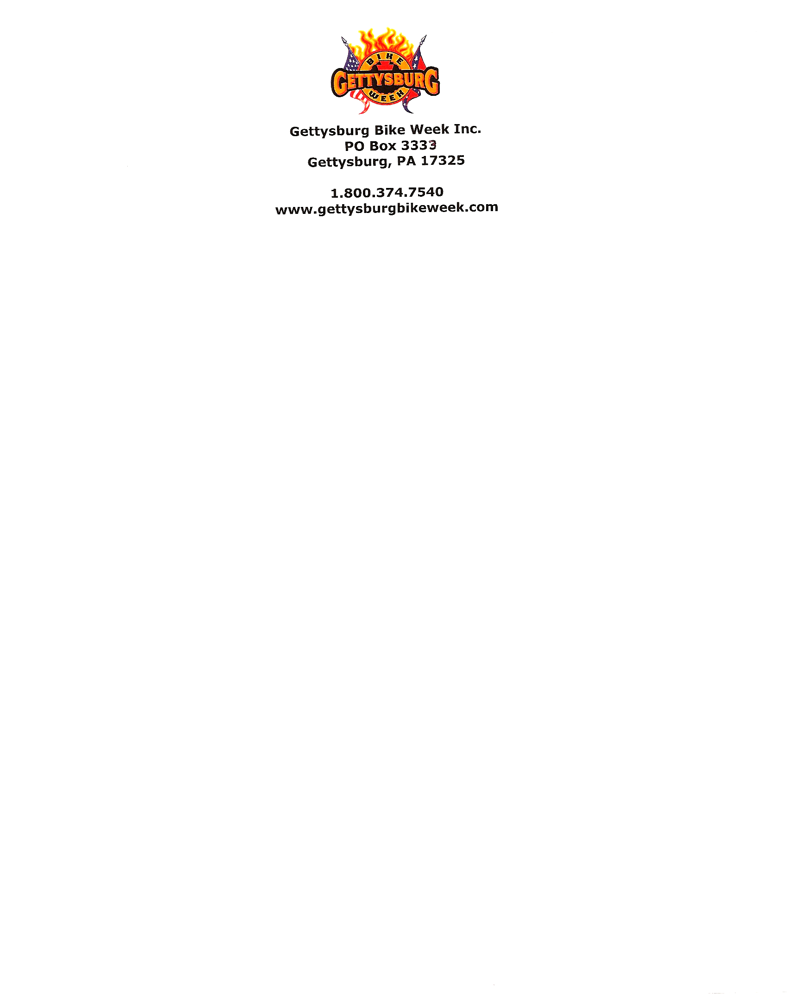 BIKE
GETTYSBURG
WEEK
Gettysburg Bike Week Inc.
PO Box 3333
Gettysburg, PA 17325
1.800.374.7540
www.gettysburgbikeweek.com